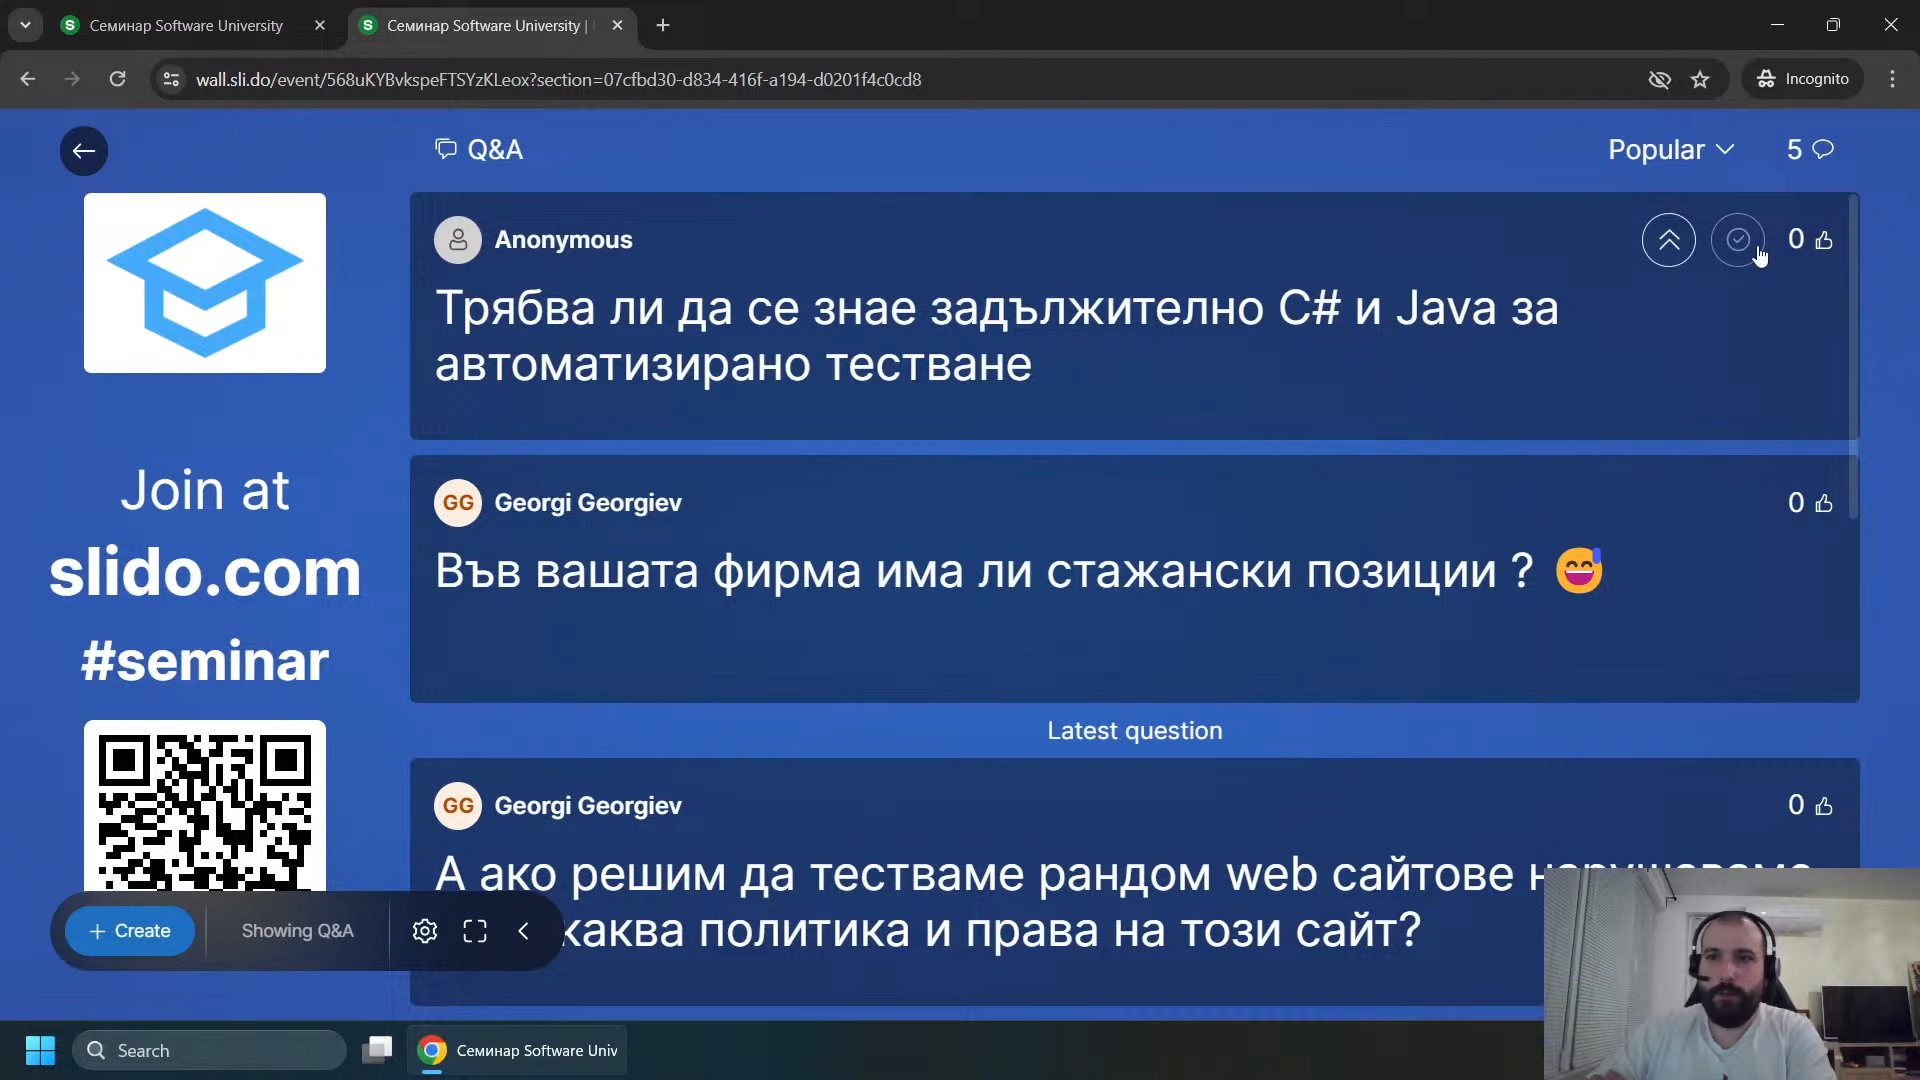 Семинар Software University
Семинар Software University |
wall.sli.do/event/568uKYBvkspeFTSYzKLeox?section=07cfbd30-d834-416f-a194-d0201f4c0cd8
Incognito
Q&A
Popular
5
Anonymous
0
Трябва ли да се знае задължително C# и Java за
автоматизирано тестване
Join at
slido.com
#seminar
GG
Georgi Georgiev
0
Във вашата фирма има ли стажански позиции ? 😅
Latest question
GG
Georgi Georgiev
0
А ако решим да тестваме рандом web сайтове
каква политика и права на този сайт?
+ Create
Showing Q&A
Search
Семинар Software Univ